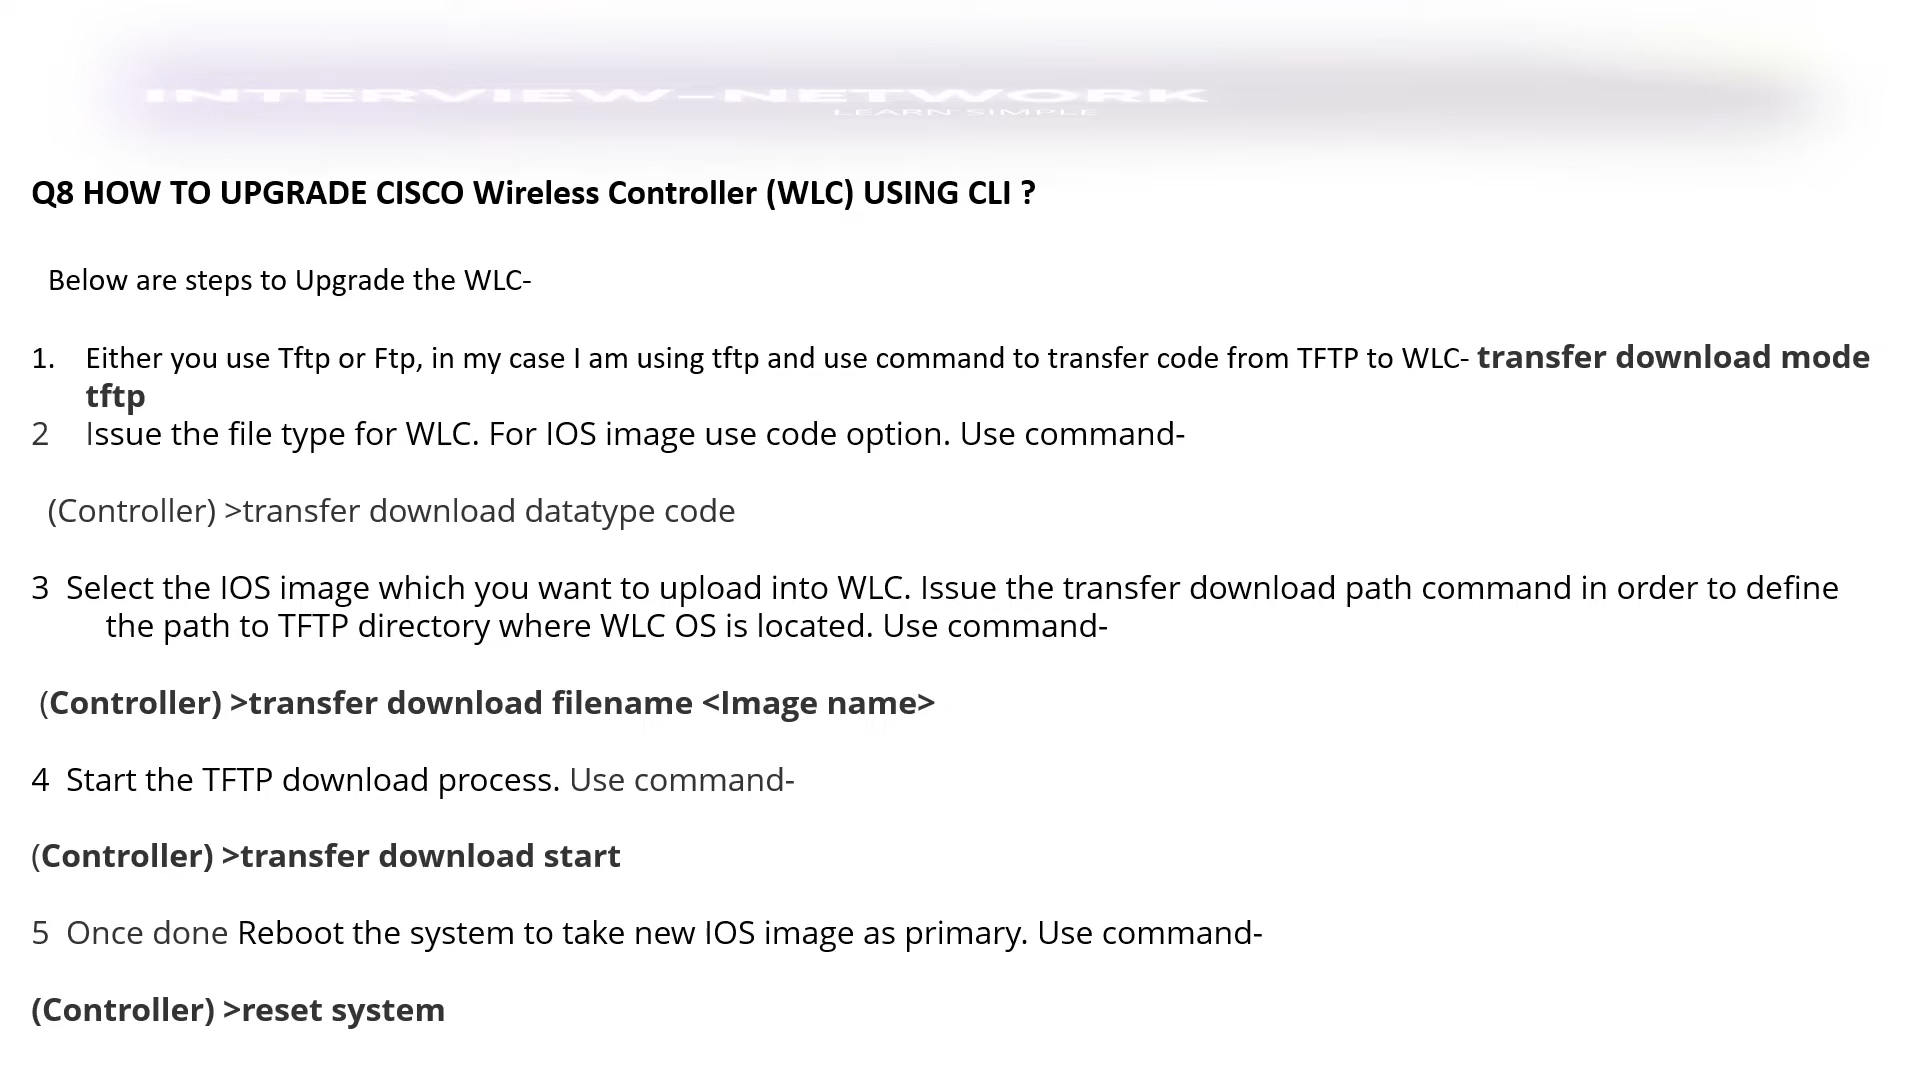 INTERVIEW-NETWORK
LEARN SIMPLE
Q8 HOW TO UPGRADE CISCO Wireless Controller (WLC) USING CLI ?
Below are steps to Upgrade the WLC-
1. Either you use Tftp or Ftp, in my case I am using tftp and use command to transfer code from TFTP to WLC- transfer download mode
tftp
2 Issue the file type for WLC. For IOS image use code option. Use command-
(Controller) >transfer download datatype code
3 Select the IOS image which you want to upload into WLC. Issue the transfer download path command in order to define
the path to TFTP directory where WLC OS is located. Use command-
(Controller) >transfer download filename <Image name>
4 Start the TFTP download process. Use command-
(Controller) >transfer download start
5 Once done Reboot the system to take new IOS image as primary. Use command-
(Controller) >reset system